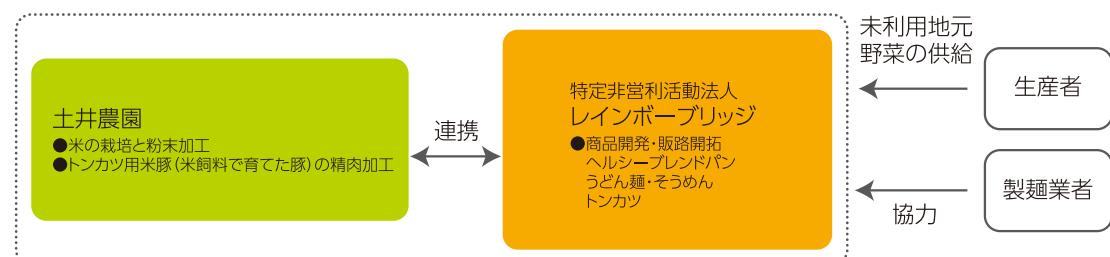 土井農園
●米の栽培と粉末加工
●トンカツ用米豚（米飼料で育てた豚）の精肉加工
連携
特定非営利活動法人
レインボーブリッジ
●商品開発・販路開拓
ヘルシーブレンドパン
うどん麺・そうめん
トンカツ
未利用地元
野菜の供給
生産者
協力
製麺業者